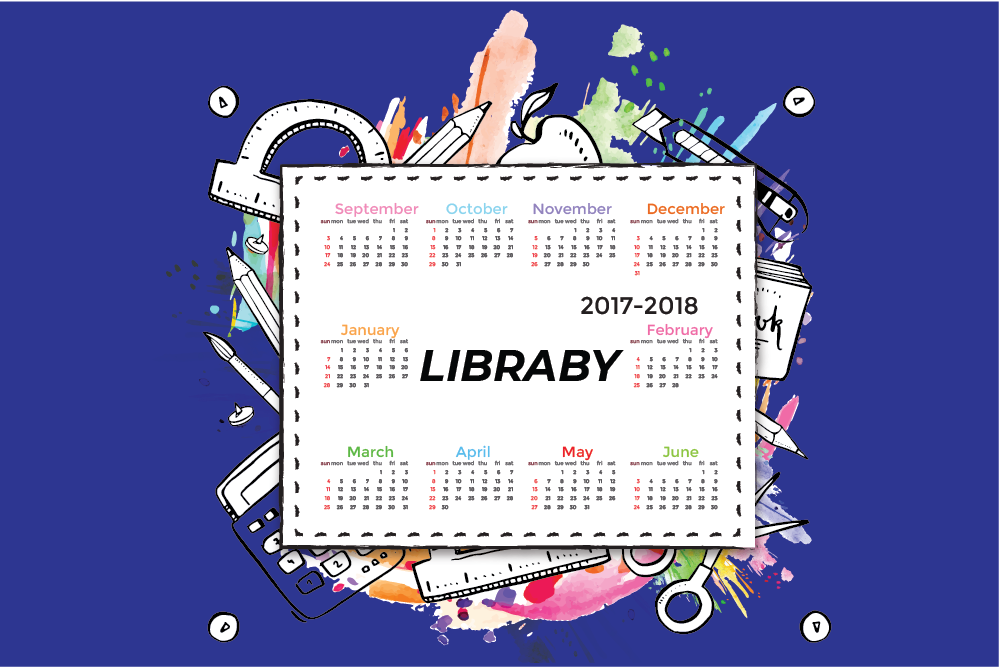 September
sun mon tue wed thu fri sat
1 2
3 4 5 6 7 8 9
10 11 12 13 14 15 16
17 18 19 20 21 22 23
24 25 26 27 28 29 30
October
sun mon tue wed thu fri sat
1 2 3 4 5 6 7
8 9 10 11 12 13 14
15 16 17 18 19 20 21
22 23 24 25 26 27 28
29 30 31
November
sun mon tue wed thu fri sat
1 2 3 4
5 6 7 8 9 10 11
12 13 14 15 16 17 18
19 20 21 22 23 24 25
26 27 28 29 30
December
sun mon tue wed thu fri sat
1 2
3 4 5 6 7 8 9
10 11 12 13 14 15 16
17 18 19 20 21 22 23
24 25 26 27 28 29 30
31
2017-2018
January
sun mon tue wed thu fri sat
1 2 3 4 5 6
7 8 9 10 11 12 13
14 15 16 17 18 19 20
21 22 23 24 25 26 27
28 29 30 31
LIBRABY
February
sun mon tue wed thu fri sat
1 2 3
4 5 6 7 8 9 10
11 12 13 14 15 16 17
18 19 20 21 22 23 24
25 26 27 28
March
sun mon tue wed thu fri sat
1 2 3
4 5 6 7 8 9 10
11 12 13 14 15 16 17
18 19 20 21 22 23 24
25 26 27 28 29 30 31
April
sun mon tue wed thu fri sat
1 2 3 4 5 6 7
8 9 10 11 12 13 14
15 16 17 18 19 20 21
22 23 24 25 26 27 28
29 30
May
sun mon tue wed thu fri sat
1 2 3 4 5
6 7 8 9 10 11 12
13 14 15 16 17 18 19
20 21 22 23 24 25 26
27 28 29 30 31
June
sun mon tue wed thu fri sat
1 2
3 4 5 6 7 8 9
10 11 12 13 14 15 16
17 18 19 20 21 22 23
24 25 26 27 28 29 30